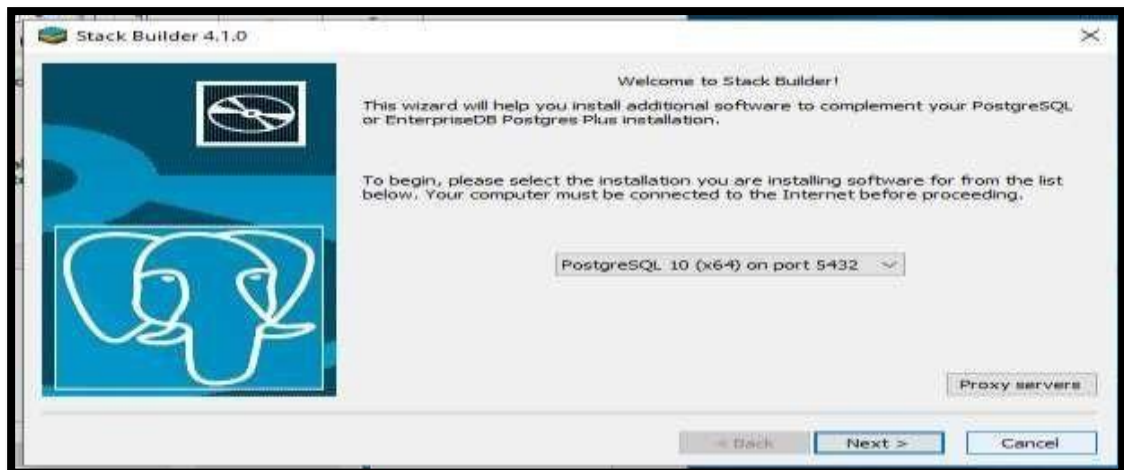 Stack Builder 4.1.0
Welcome to Stack Builder!
This wizard will help you install additional software to complement your PostgreSQL
or EnterpriseDB Postgres Plus installation.
To begin, please select the installation you are installing software for from the list
below. Your computer must be connected to the Internet before proceeding.
PostgreSQL 10 (x64) on port 5432
Proxy servers
< Back Next > Cancel